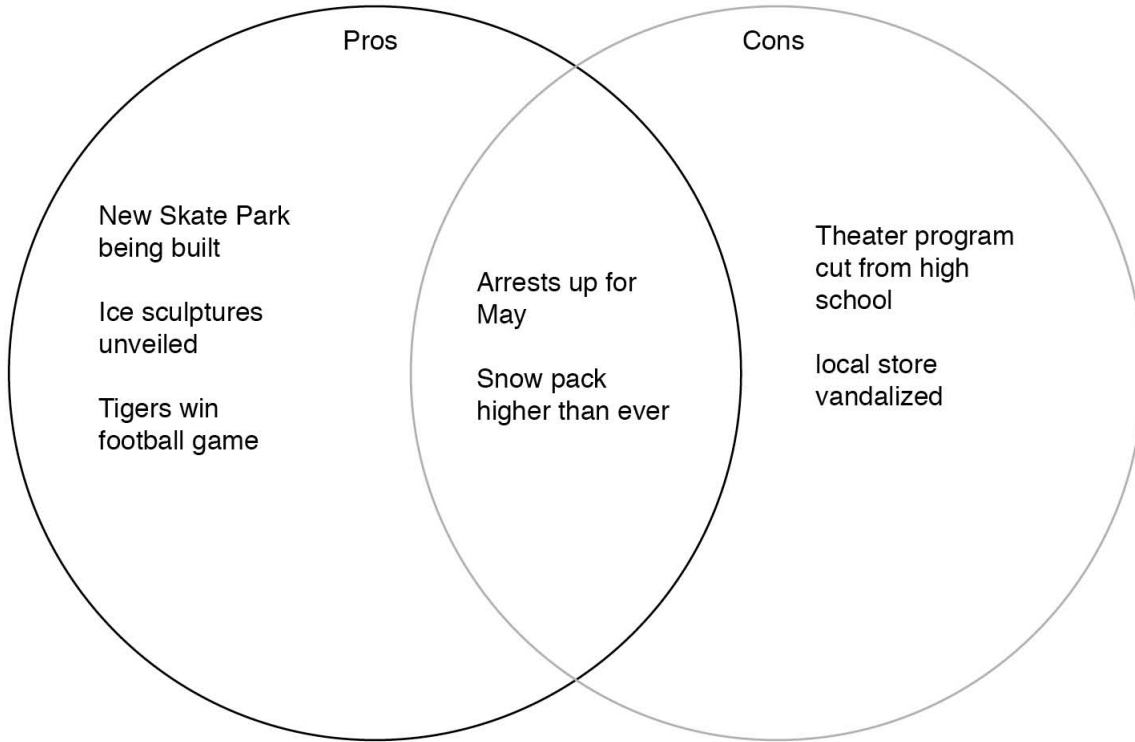 Pros
Cons
New Skate Park
being built
Ice sculptures
unveiled
Tigers win
football game
Arrests up for
May
Snow pack
higher than ever
Theater program
cut from high
school
local store
vandalized